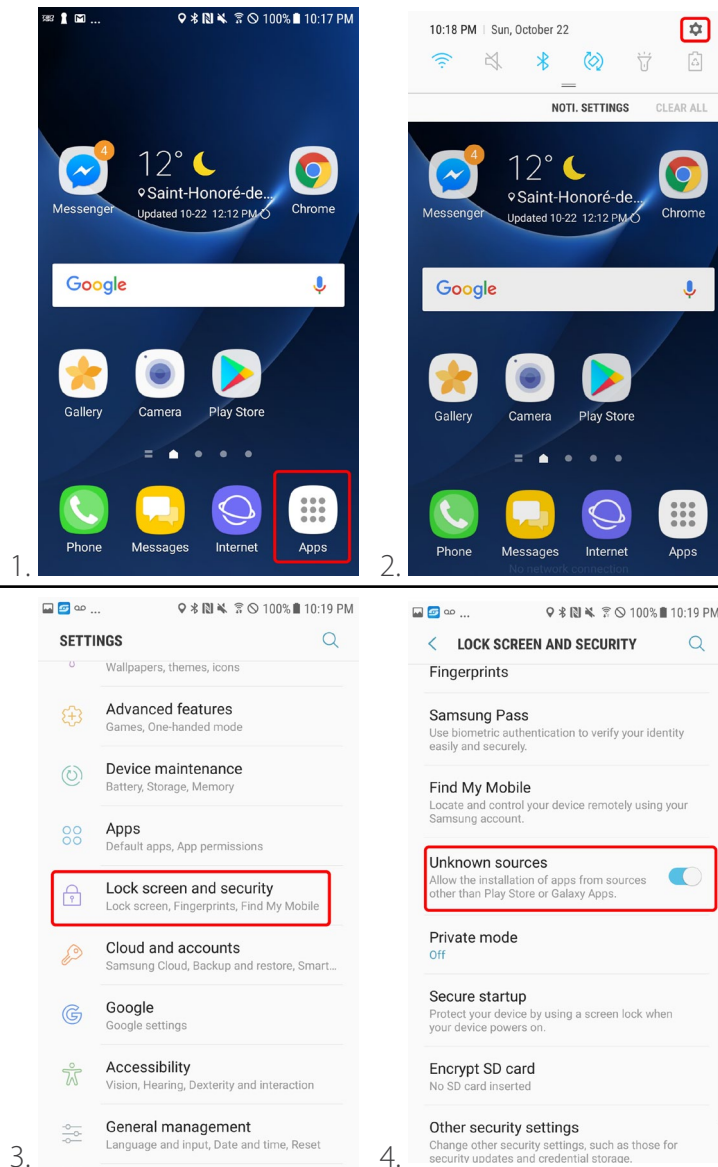 ... 100% 10:17 PM
4
12°
Saint-Honoré-de...
Updated 10-22 12:12 PM
Messenger
Chrome
Google
Gallery
Camera
Play Store
Phone
Messages
Internet
Apps
1.
10:18 PM | Sun, October 22
NOTI. SETTINGS CLEAR ALL
4
12°
Saint-Honoré-de...
Updated 10-22 12:12 PM
Messenger
Chrome
Google
Gallery
Camera
Play Store
Phone
Messages
Internet
Apps
No network connection
2.
... 100% 10:19 PM
SETTINGS
Wallpapers, themes, icons
Advanced features
Games, One-handed mode
Device maintenance
Battery, Storage, Memory
Apps
Default apps, App permissions
Lock screen and security
Lock screen, Fingerprints, Find My Mobile
Cloud and accounts
Samsung Cloud, Backup and restore, Smart...
Google
Google settings
Accessibility
Vision, Hearing, Dexterity and interaction
General management
Language and input, Date and time, Reset
3.
... 100% 10:19 PM
LOCK SCREEN AND SECURITY
Fingerprints
Samsung Pass
Use biometric authentication to verify your identity
easily and securely.
Find My Mobile
Locate and control your device remotely using your
Samsung account.
Unknown sources
Allow the installation of apps from sources
other than Play Store or Galaxy Apps.
Private mode
Off
Secure startup
Protect your device by using a screen lock when
your device powers on.
Encrypt SD card
No SD card inserted
Other security settings
Change other security settings, such as those for
security updates and credential storage.
4.